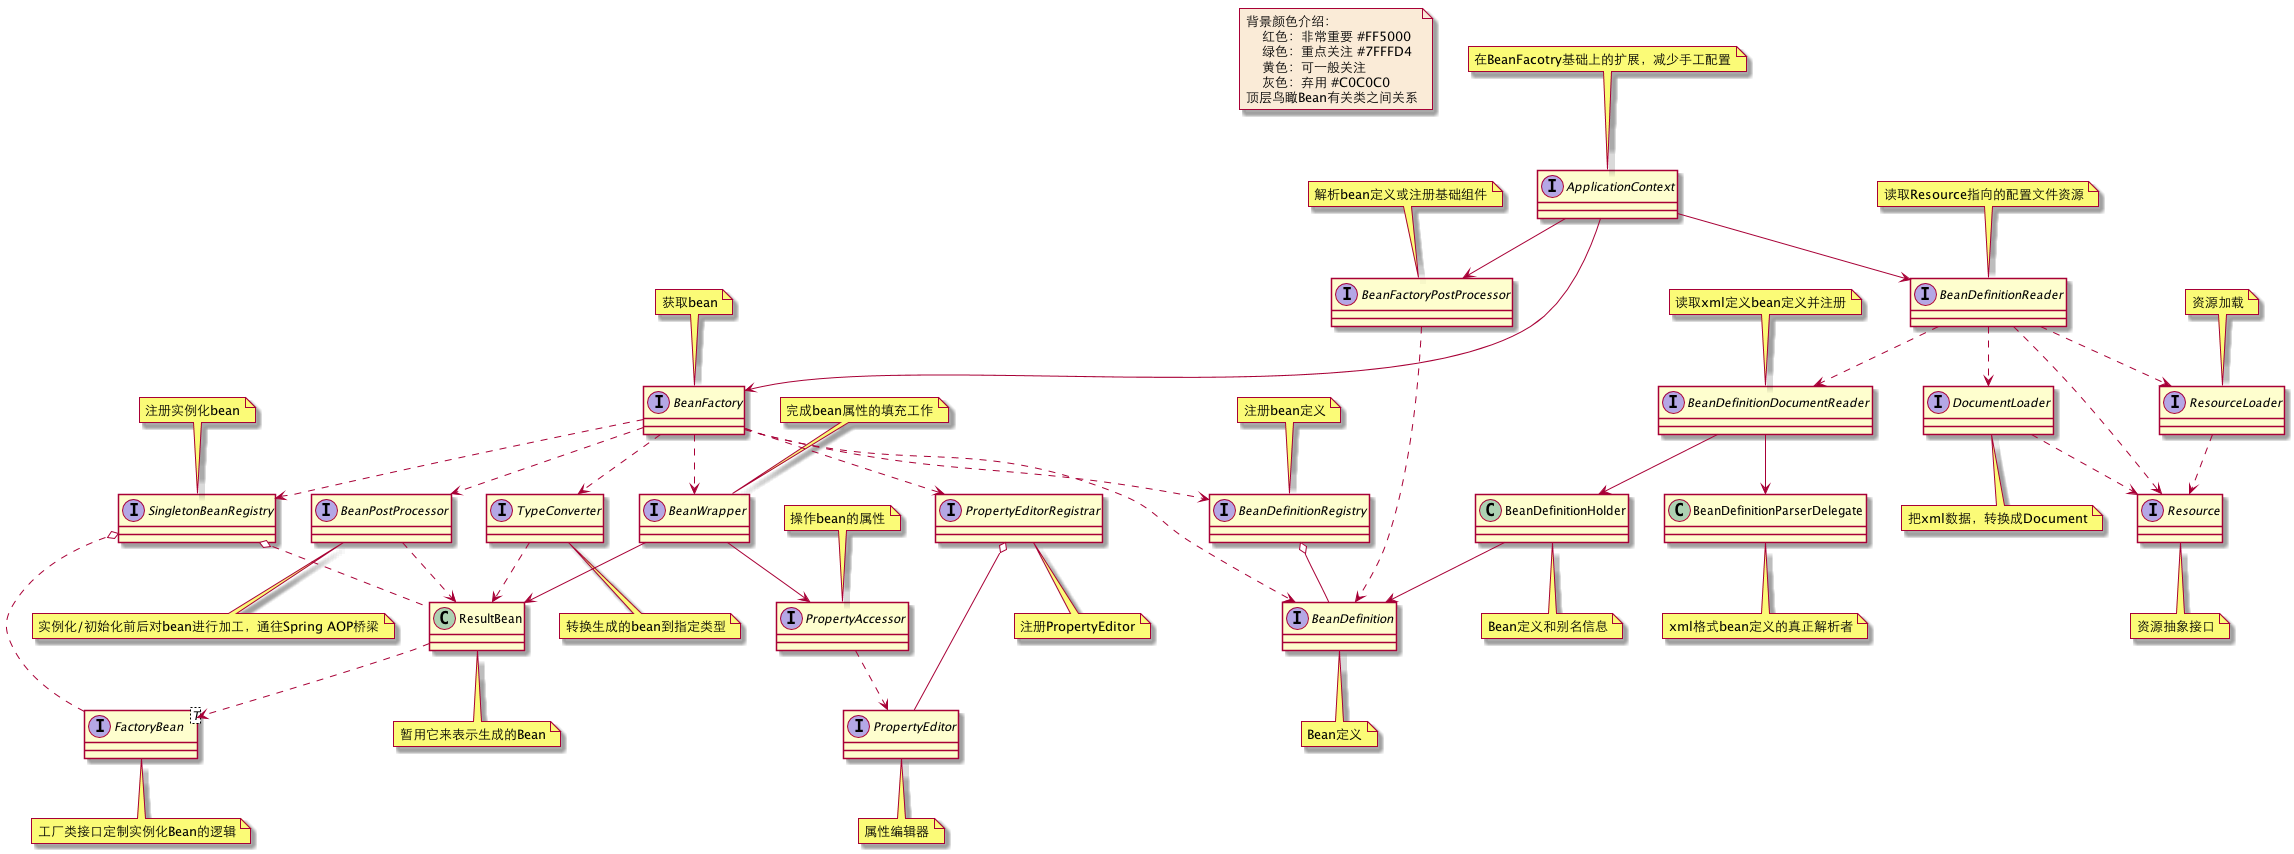 背景颜色介绍：
红色：非常重要 #FF5000
绿色：重点关注 #7FFFD4
黄色：可一般关注
灰色：弃用 #C0C0C0
顶层鸟瞰Bean有关类之间关系
在BeanFacotry基础上的扩展，减少手工配置
I ApplicationContext
解析bean定义或注册基础组件
读取Resource指向的配置文件资源
I BeanFactoryPostProcessor
I BeanDefinitionReader
获取bean
读取xml定义bean定义并注册
资源加载
I BeanFactory
I BeanDefinitionDocumentReader
I DocumentLoader
I ResourceLoader
注册实例化bean
完成bean属性的填充工作
注册bean定义
I SingletonBeanRegistry
I BeanPostProcessor
I TypeConverter
I BeanWrapper
操作bean的属性
I PropertyEditorRegistrar
I BeanDefinitionRegistry
C BeanDefinitionHolder
C BeanDefinitionParserDelegate
把xml数据，转换成Document
I Resource
实例化/初始化前后对bean进行加工，通往Spring AOP桥梁
C ResultBean
转换生成的bean到指定类型
I PropertyAccessor
注册PropertyEditor
I BeanDefinition
Bean定义和别名信息
xml格式bean定义的真正解析者
资源抽象接口
I FactoryBean
T
暂用它来表示生成的Bean
I PropertyEditor
Bean定义
工厂类接口定制实例化Bean的逻辑
属性编辑器